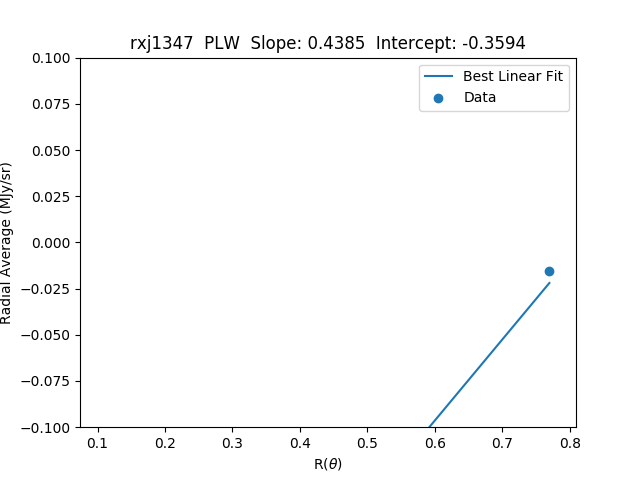 rxj1347  PLW  Slope: 0.4385  Intercept: -0.3594
Best Linear Fit
Data
Radial Average (MJy/sr)
0.100
0.075
0.050
0.025
0.000
−0.025
−0.050
−0.075
−0.100
0.1 0.2 0.3 0.4 0.5 0.6 0.7 0.8
R(θ)